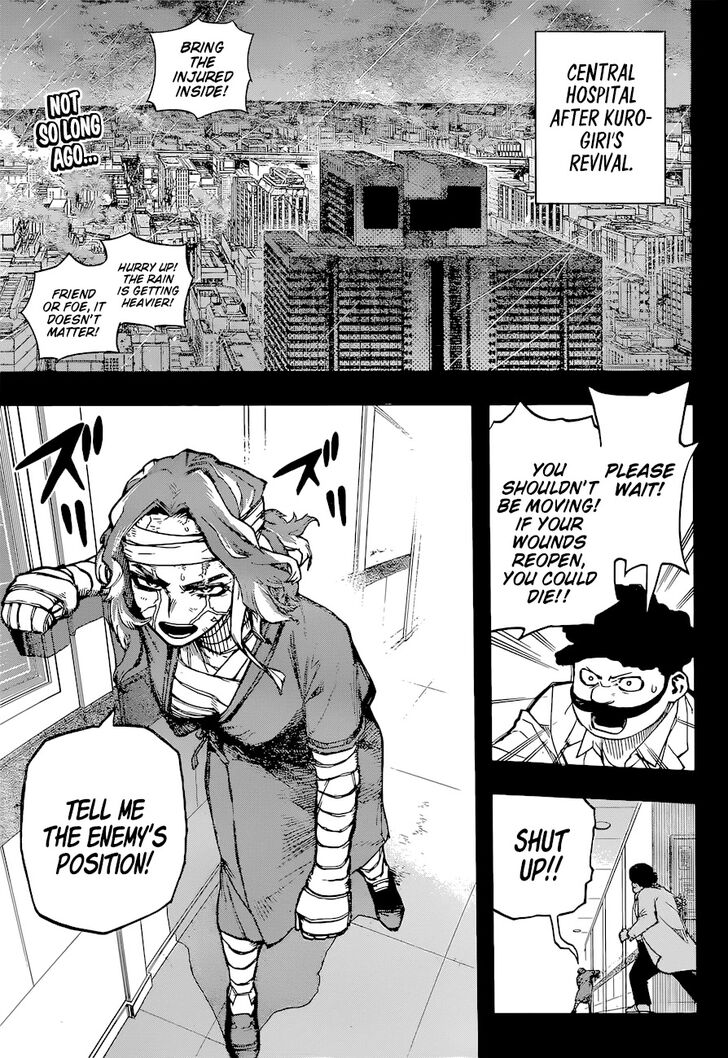 CENTRAL
HOSPITAL
AFTER KURO-
GIRI'S
REVIVAL.
BRING
THE
INJURED
INSIDE!
NOT
SO LONG
AGO...
HURRY UP!
THE RAIN
IS GETTING
HEAVIER!
FRIEND
OR FOE, IT
DOESN'T
MATTER!
PLEASE
WAIT!
YOU
SHOULDN'T
BE MOVING!
IF YOUR
WOUNDS
REOPEN,
YOU COULD
DIE!!
SHUT
UP!!
ズズ
TELL ME
THE ENEMY'S
POSITION!